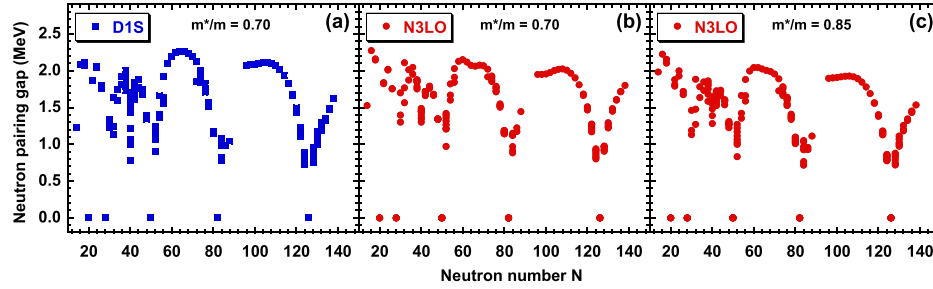 D1S m*/m = 0.70 (a)
N3LO m*/m = 0.70 (b)
N3LO m*/m = 0.85 (c)
Neutron pairing gap (MeV)
2.5
2.0
1.5
1.0
0.5
0.0
20 40 60 80 100 120 140
20 40 60 80 100 120 140
20 40 60 80 100 120 140
Neutron number N